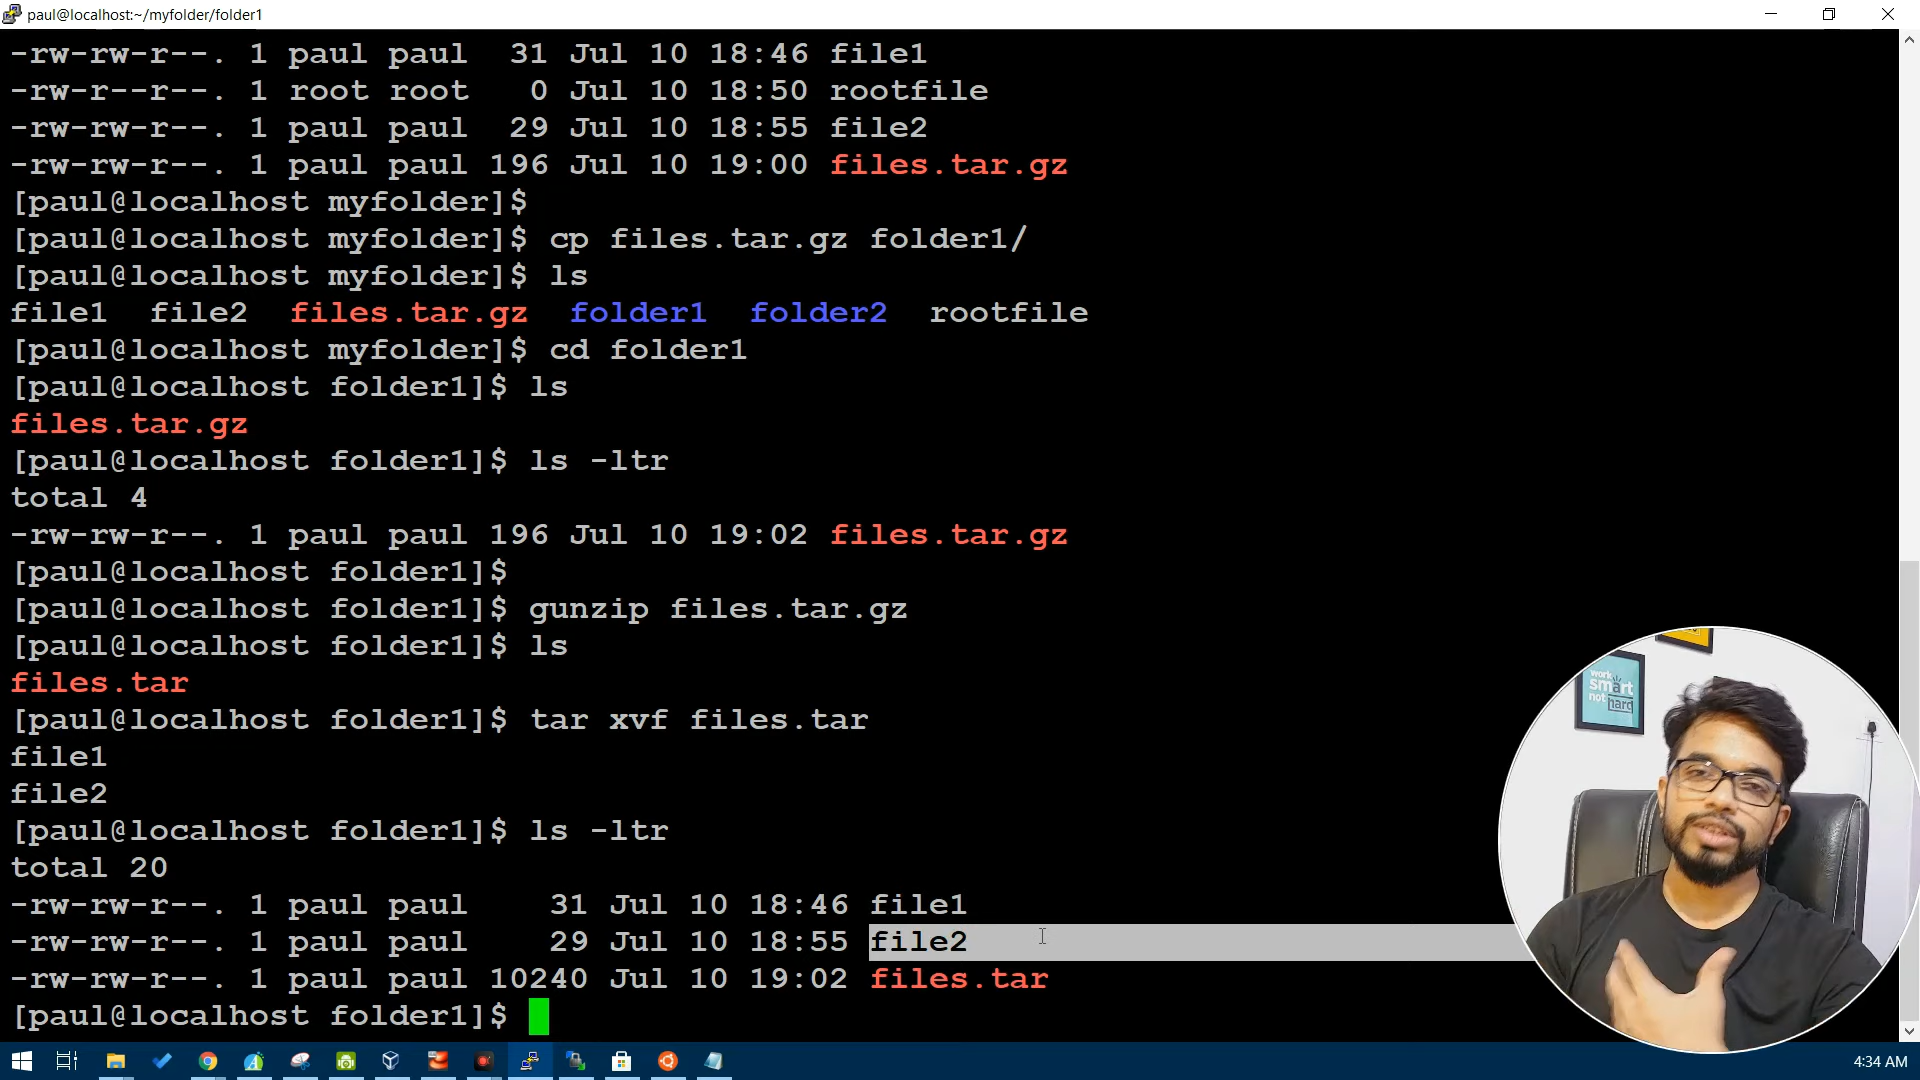 paul@localhost:~/myfolder/folder1
-rw-rw-r--. 1 paul paul  31 Jul 10 18:46 file1
-rw-r--r--. 1 root root   0 Jul 10 18:50 rootfile
-rw-rw-r--. 1 paul paul  29 Jul 10 18:55 file2
-rw-rw-r--. 1 paul paul 196 Jul 10 19:00 files.tar.gz
[paul@localhost myfolder]$
[paul@localhost myfolder]$ cp files.tar.gz folder1/
[paul@localhost myfolder]$ ls
file1  file2  files.tar.gz  folder1  folder2  rootfile
[paul@localhost myfolder]$ cd folder1
[paul@localhost folder1]$ ls
files.tar.gz
[paul@localhost folder1]$ ls -ltr
total 4
-rw-rw-r--. 1 paul paul 196 Jul 10 19:02 files.tar.gz
[paul@localhost folder1]$
[paul@localhost folder1]$ gunzip files.tar.gz
[paul@localhost folder1]$ ls
files.tar
[paul@localhost folder1]$ tar xvf files.tar
file1
file2
[paul@localhost folder1]$ ls -ltr
total 20
-rw-rw-r--. 1 paul paul    31 Jul 10 18:46 file1
-rw-rw-r--. 1 paul paul    29 Jul 10 18:55 file2
-rw-rw-r--. 1 paul paul 10240 Jul 10 19:02 files.tar
[paul@localhost folder1]$
work
smart
not
hard
4:34 AM